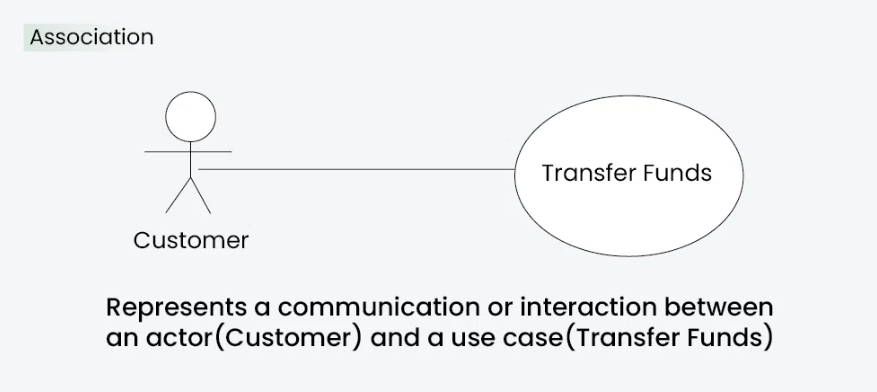 Association
Transfer Funds
Customer
Represents a communication or interaction between
an actor(Customer) and a use case(Transfer Funds)